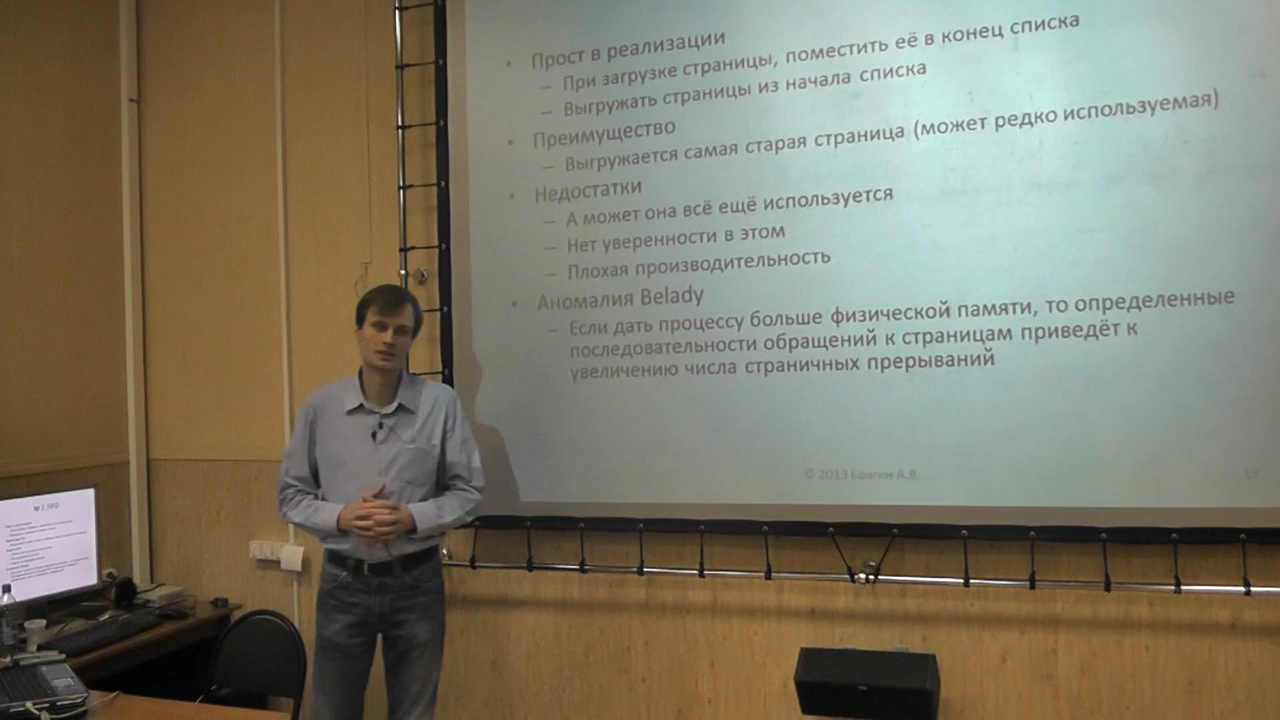 Прост в реализации
– При загрузке страницы, поместить её в конец списка
– Выгружать страницы из начала списка
Преимущество
– Выгружается самая старая страница (может редко используемая)
Недостатки
– А может она всё ещё используется
– Нет уверенности в этом
– Плохая производительность
Аномалия Belady
– Если дать процессу больше физической памяти, то определенные
последовательности обращений к страницам приведёт к
увеличению числа страничных прерываний
© 2013 Брагин А.В.